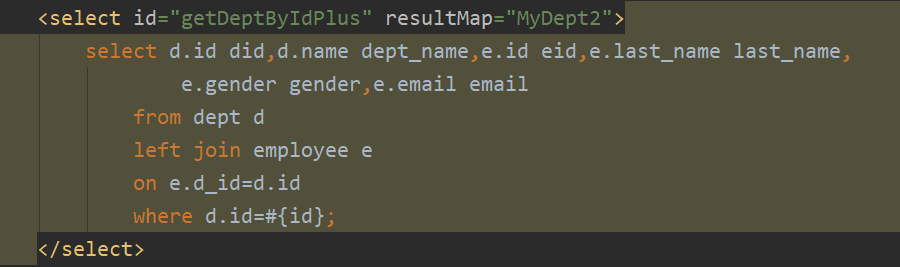 <select id="getDeptByIdPlus" resultMap="MyDept2">
select d.id did,d.name dept_name,e.id eid,e.last_name last_name,
e.gender gender,e.email email
from dept d
left join employee e
on e.d_id=d.id
where d.id=#{id};
</select>